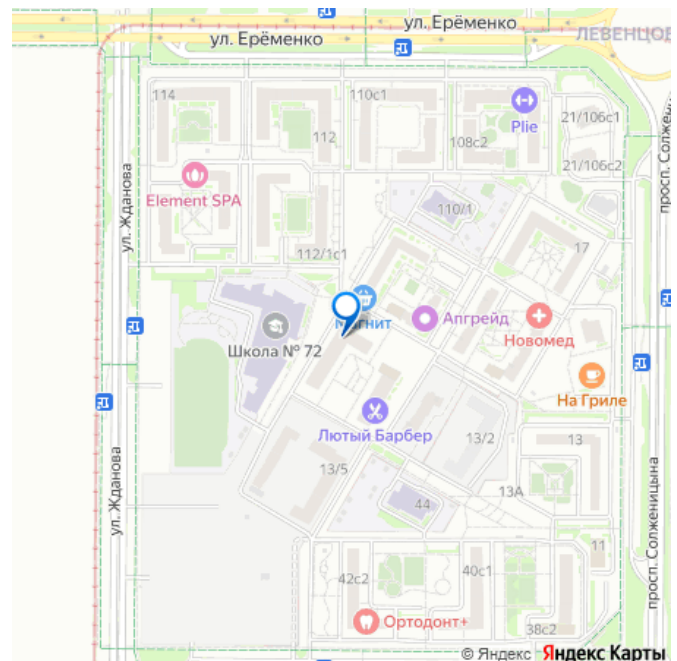 ул. Ерёменко
ул. Ерёменко
ЛЕВЕНЦОВ
114
110с1
Plie
21/106с1
112
108с2
просп. Солженицы
Element SPA
21/106с2
ул. Жданова
110/1
17
112/1с1
Магнит
Апгрейд
Новомед
Школа № 72
На Гриле
Лютый Барбер
13/2
13
ул. Жданова
13/5
13А
44
просп. Солженицына
11
42с2
40с1
Ортодонт+
38с2
© Яндекс Яндекс Карты